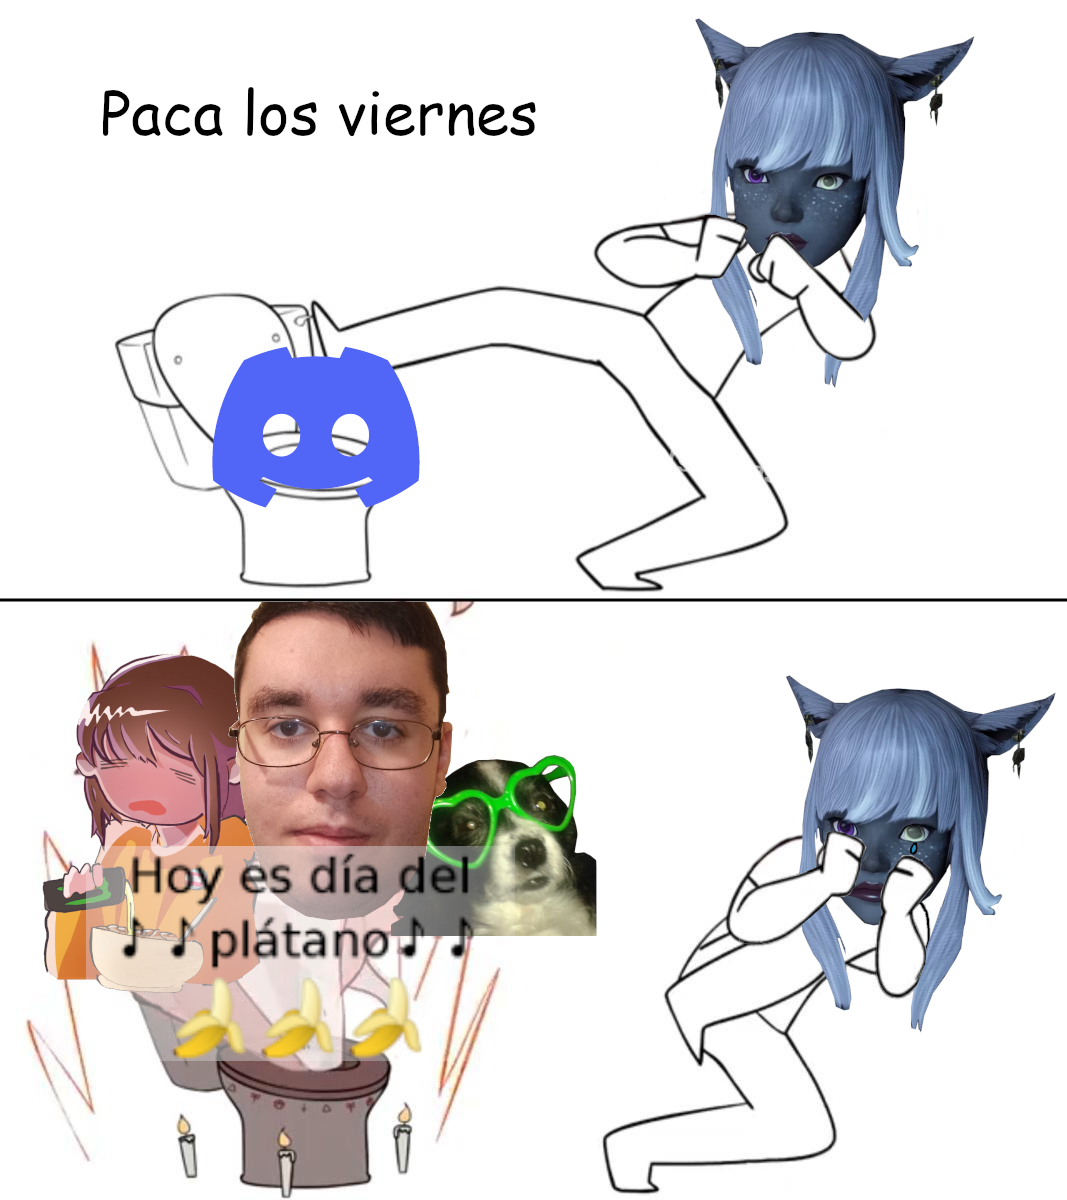 Paca los viernes
Hoy es día del
♪ ♪ plátano ♪ ♪
🍌 🍌 🍌